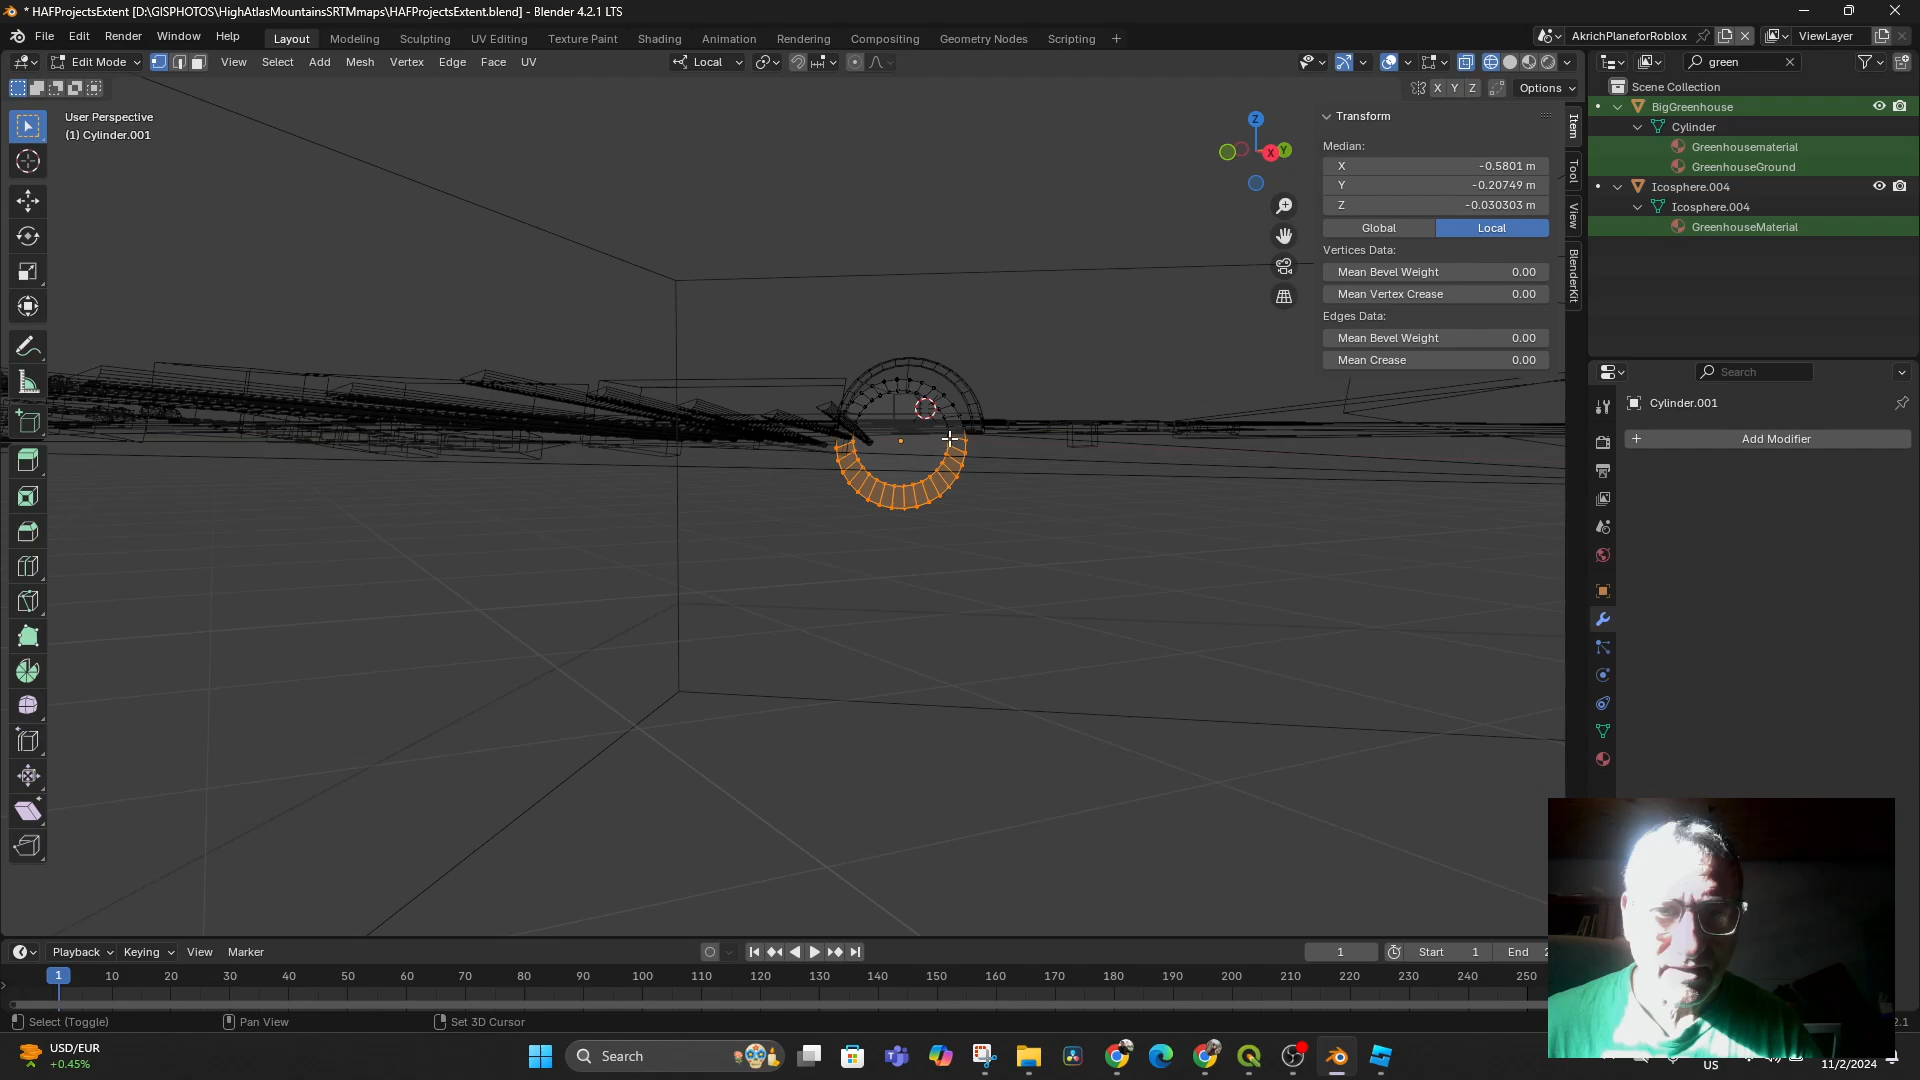 * HAFProjectsExtent [D:\GISPHOTOS\HighAtlasMountainsSRTMmaps\HAFProjectsExtent.blend] - Blender 4.2.1 LTS
File Edit Render Window Help Layout Modeling Sculpting UV Editing Texture Paint Shading Animation Rendering Compositing Geometry Nodes Scripting + AkrichPlaneforRoblox ViewLayer
Edit Mode View Select Add Mesh Vertex Edge Face UV Local green
X Y Z Options
User Perspective
(1) Cylinder.001
Z
X
Y
Transform
Median:
X -0.5801 m
Y -0.20749 m
Z -0.030303 m
Global Local
Vertices Data:
Mean Bevel Weight 0.00
Mean Vertex Crease 0.00
Edges Data:
Mean Bevel Weight 0.00
Mean Crease 0.00
Item
Tool
View
BlenderKit
Scene Collection
BigGreenhouse
Cylinder
Greenhousematerial
GreenhouseGround
Icosphere.004
Icosphere.004
GreenhouseMaterial
Search
Cylinder.001
+ Add Modifier
Playback Keying View Marker 1 Start 1 End 2
1 10 20 30 40 50 60 70 80 90 100 110 120 130 140 150 160 170 180 190 200 210 220 230 240 250
Select (Toggle) Pan View Set 3D Cursor 2.1
USD/EUR
+0.45%
Search
US
11/2/2024